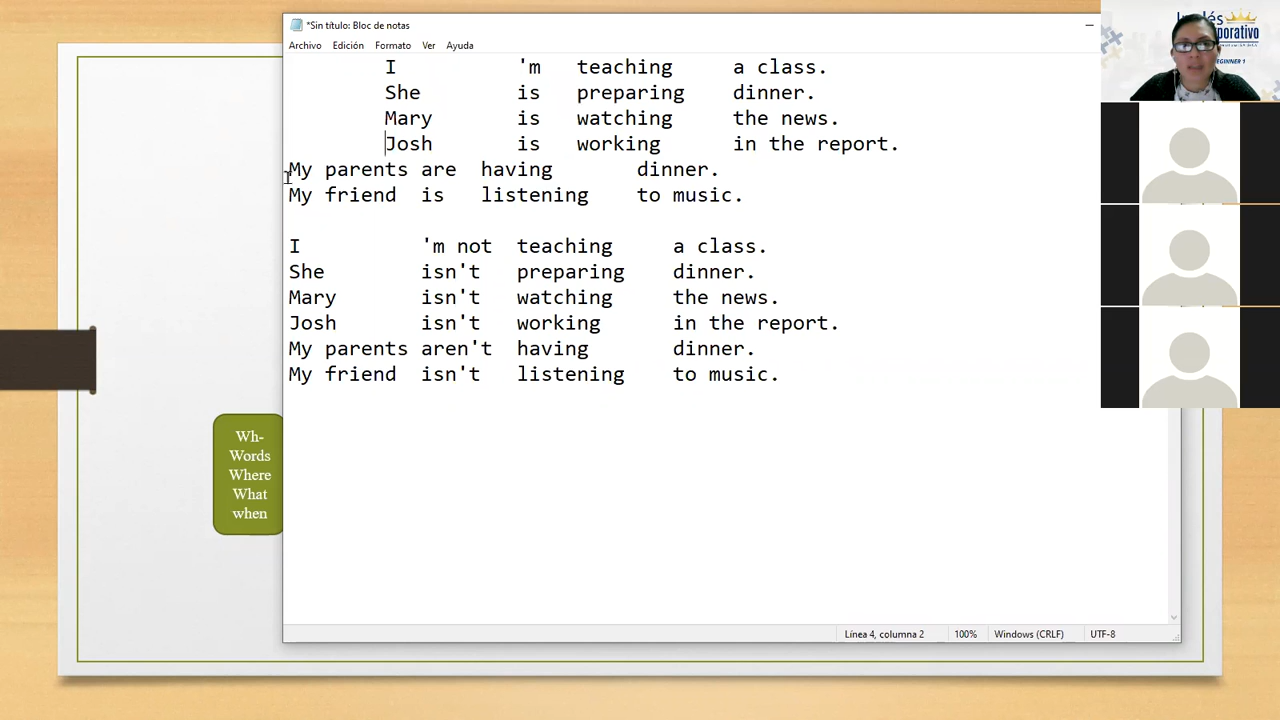 *Sin título: Bloc de notas
Archivo Edición Formato Ver Ayuda
I 'm teaching a class.
She is preparing dinner.
Mary is watching the news.
Josh is working in the report.
My parents are having dinner.
My friend is listening to music.
I 'm not teaching a class.
She isn't preparing dinner.
Mary isn't watching the news.
Josh isn't working in the report.
My parents aren't having dinner.
My friend isn't listening to music.
Wh-
Words
Where
What
when
Línea 4, columna 2 100% Windows (CRLF) UTF-8